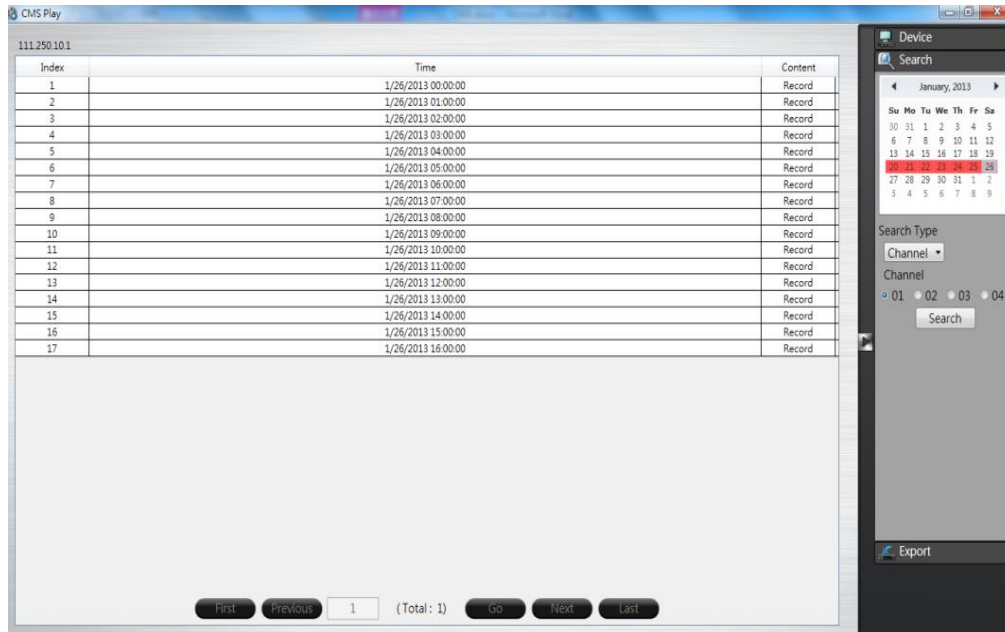 CMS Play
111.250.10.1
Index Time Content
1 1/26/2013 00:00:00 Record
2 1/26/2013 01:00:00 Record
3 1/26/2013 02:00:00 Record
4 1/26/2013 03:00:00 Record
5 1/26/2013 04:00:00 Record
6 1/26/2013 05:00:00 Record
7 1/26/2013 06:00:00 Record
8 1/26/2013 07:00:00 Record
9 1/26/2013 08:00:00 Record
10 1/26/2013 09:00:00 Record
11 1/26/2013 10:00:00 Record
12 1/26/2013 11:00:00 Record
13 1/26/2013 12:00:00 Record
14 1/26/2013 13:00:00 Record
15 1/26/2013 14:00:00 Record
16 1/26/2013 15:00:00 Record
17 1/26/2013 16:00:00 Record
First Previous 1 (Total : 1) Go Next Last
Device
Search
January, 2013
Su Mo Tu We Th Fr Sa
30 31 1 2 3 4 5
6 7 8 9 10 11 12
13 14 15 16 17 18 19
20 21 22 23 24 25 26
27 28 29 30 31 1 2
3 4 5 6 7 8 9
Search Type
Channel
Channel
01 02 03 04
Search
Export